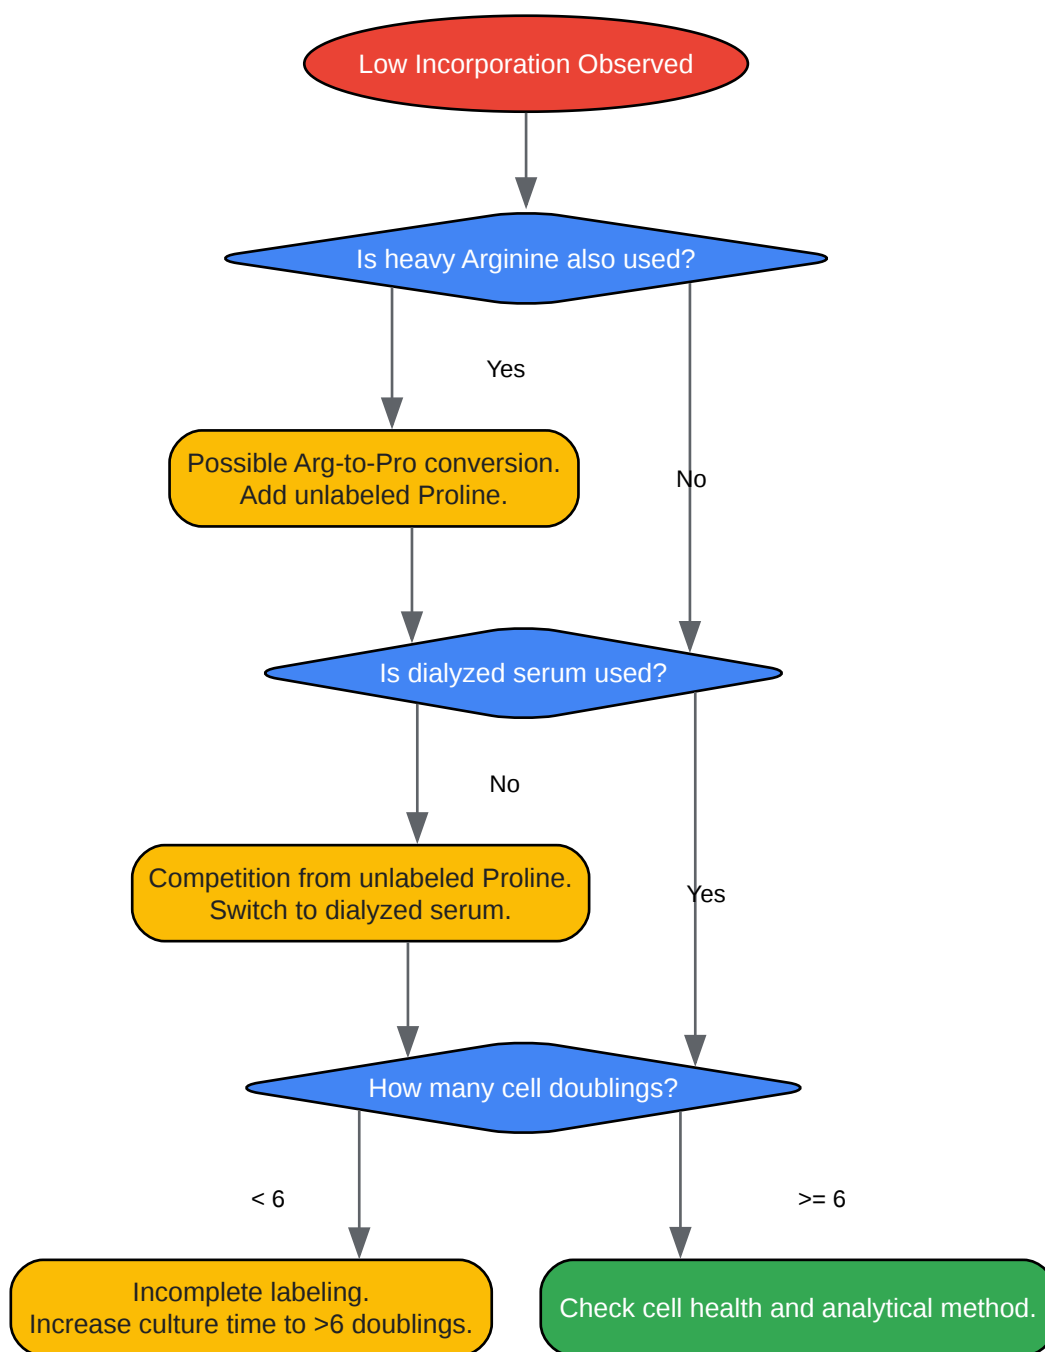 Low Incorporation Observed
Is heavy Arginine also used?
Yes
Possible Arg-to-Pro conversion.
Add unlabeled Proline.
No
Is dialyzed serum used?
No
Competition from unlabeled Proline.
Switch to dialyzed serum.
Yes
How many cell doublings?
< 6
>= 6
Incomplete labeling.
Increase culture time to >6 doublings.
Check cell health and analytical method.